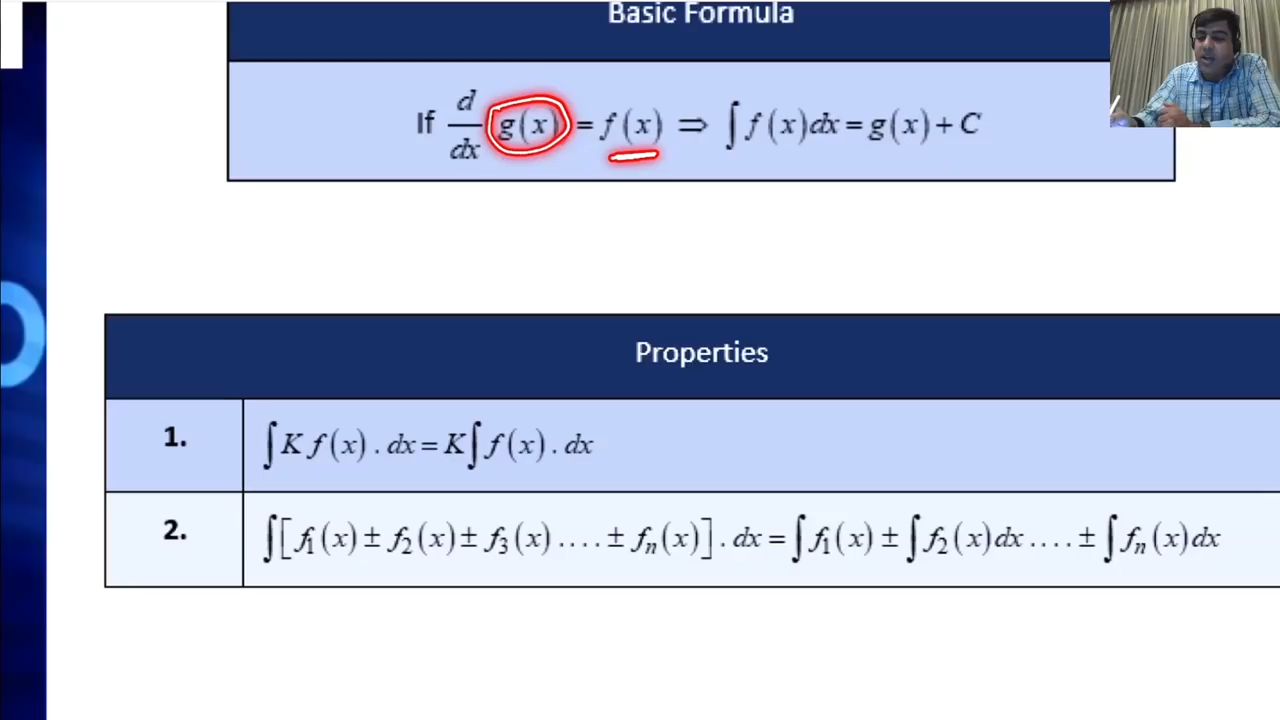 Basic Formula
If d/dx g(x) = f(x) ⇒ ∫ f(x)dx = g(x) + C
Properties
1. ∫ K f(x) . dx = K ∫ f(x) . dx
2. ∫ [ f₁(x) ± f₂(x) ± f₃(x) .... ± fₙ(x) ] . dx = ∫ f₁(x) ± ∫ f₂(x)dx .... ± ∫ fₙ(x)dx